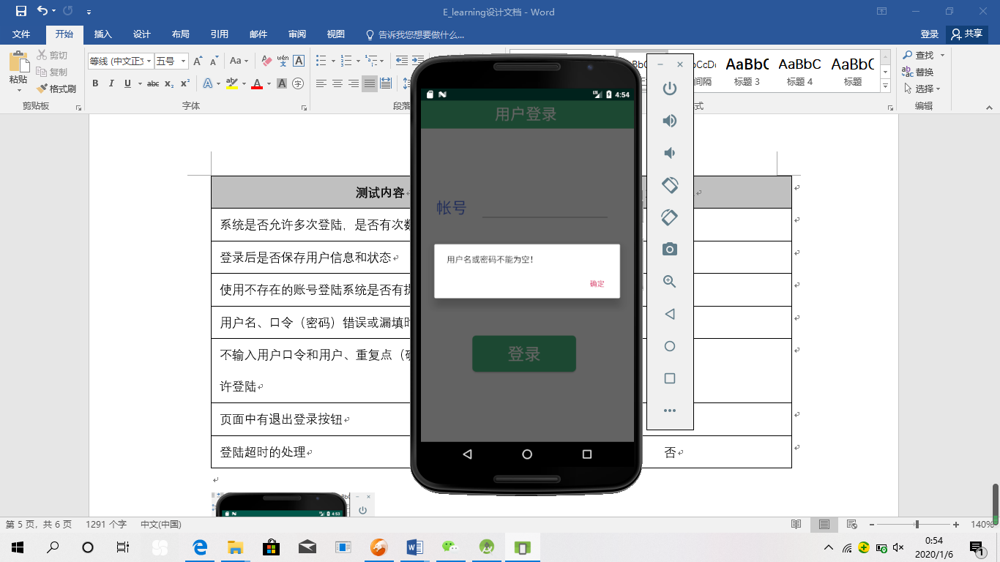 E_learning设计文档 - Word
文件 开始 插入 设计 布局 引用 邮件 审阅 视图 告诉我您想要做什么... 登录 共享
粘贴 剪切
复制
格式刷
剪贴板
等线 (中文正 五号
字体
段落
标题 3 标题 4 标题
间隔
AaBbC AaBbC
式
查找
替换
选择
编辑
测试内容
系统是否允许多次登陆，是否有次数
登录后是否保存用户信息和状态
使用不存在的账号登陆系统是否有提
用户名、口令（密码）错误或漏填时
不输入用户口令和用户、重复点（确
许登陆
页面中有退出登录按钮
登陆超时的处理
否
4:54
用户登录
帐号
用户名或密码不能为空！
确定
登录
4:53
第 5 页，共 6 页 1291 个字 中文(中国)
140%
0:54
2020/1/6
1